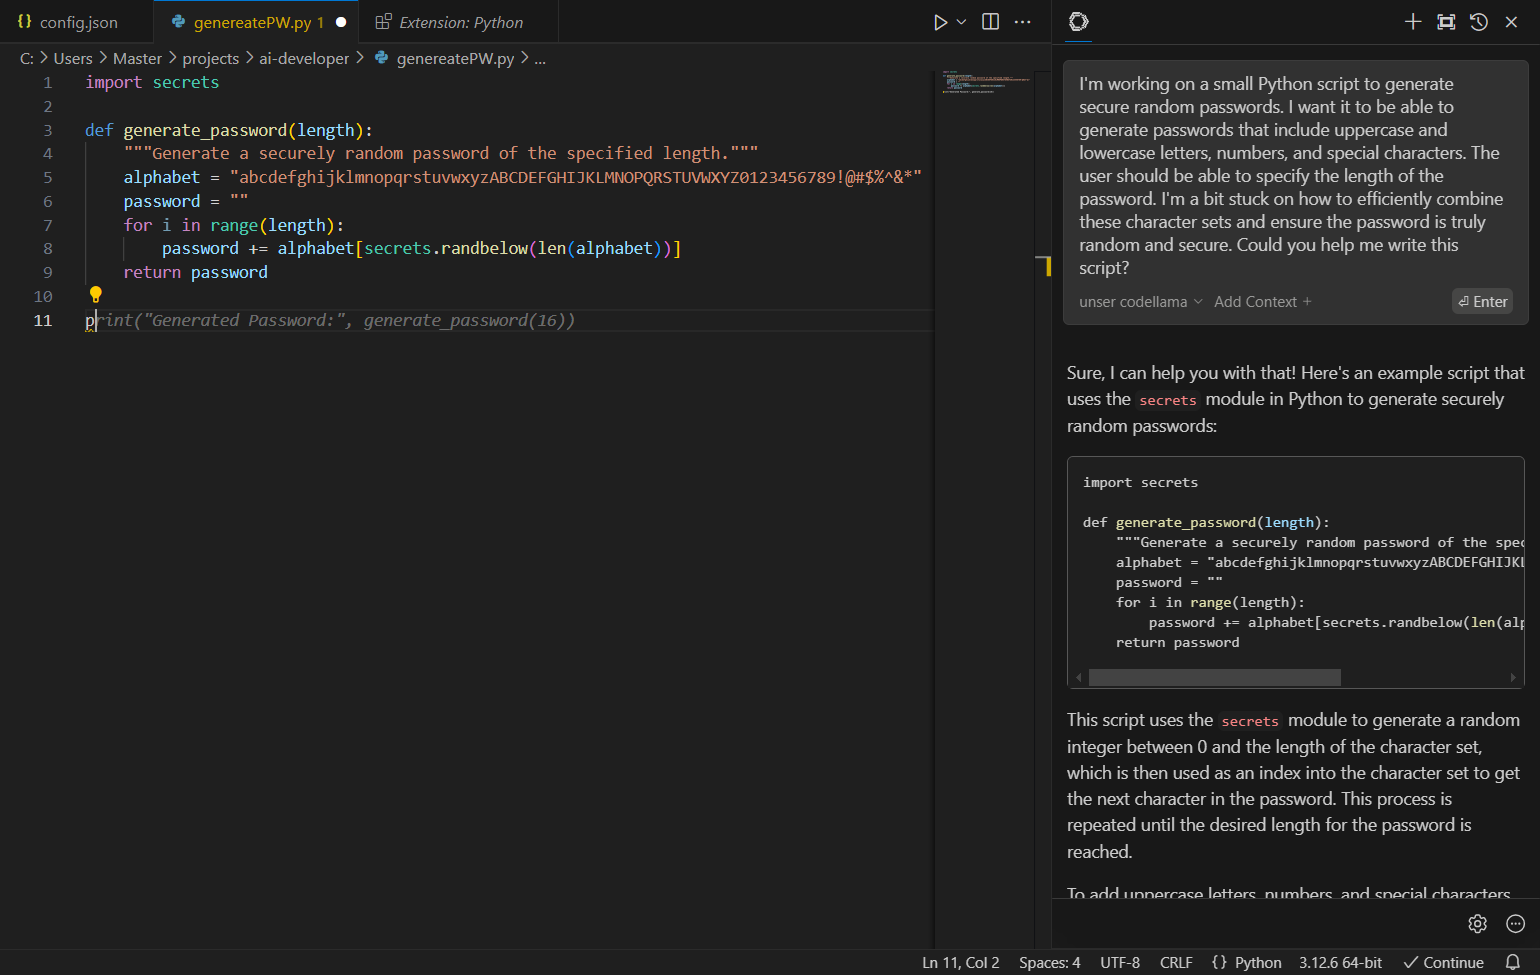 {} config.json
genereatePW.py 1
Extension: Python
C: > Users > Master > projects > ai-developer > genereatePW.py > ...
1 import secrets
2
3 def generate_password(length):
4 """Generate a securely random password of the specified length."""
5 alphabet = "abcdefghijklmnopqrstuvwxyzABCDEFGHIJKLMNOPQRSTUVWXYZ0123456789!@#$%^&*"
6 password = ""
7 for i in range(length):
8 password += alphabet[secrets.randbelow(len(alphabet))]
9 return password
10
11 print("Generated Password:", generate_password(16))
I'm working on a small Python script to generate
secure random passwords. I want it to be able to
generate passwords that include uppercase and
lowercase letters, numbers, and special characters. The
user should be able to specify the length of the
password. I'm a bit stuck on how to efficiently combine
these character sets and ensure the password is truly
random and secure. Could you help me write this
script?
unser codellama Add Context + ⏎ Enter
Sure, I can help you with that! Here's an example script that
uses the secrets module in Python to generate securely
random passwords:
import secrets
def generate_password(length):
"""Generate a securely random password of the spec
alphabet = "abcdefghijklmnopqrstuvwxyzABCDEFGHIJKL
password = ""
for i in range(length):
password += alphabet[secrets.randbelow(len(alp
return password
This script uses the secrets module to generate a random
integer between 0 and the length of the character set,
which is then used as an index into the character set to get
the next character in the password. This process is
repeated until the desired length for the password is
reached.
To add uppercase letters, numbers, and special characters
Ln 11, Col 2 Spaces: 4 UTF-8 CRLF {} Python 3.12.6 64-bit ✓ Continue